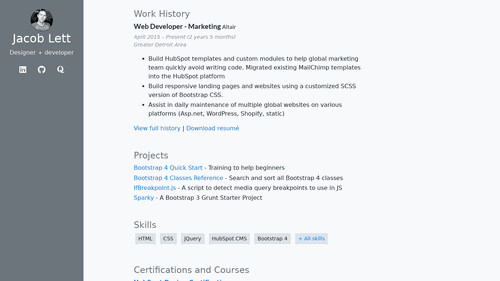 Jacob Lett
Designer + developer
Work History
Web Developer - Marketing Altair
April 2015 – Present (2 years 5 months)
Greater Detroit Area
• Build HubSpot templates and custom modules to help global marketing
team quickly avoid writing code. Migrated existing MailChimp templates
into the HubSpot platform
• Build responsive landing pages and websites using a customized SCSS
version of Bootstrap CSS.
• Assist in daily maintenance of multiple global websites on various
platforms (Asp.net, WordPress, Shopify, static)
View full history | Download resumé
Projects
Bootstrap 4 Quick Start - Training to help beginners
Bootstrap 4 Classes Reference - Search and sort all Bootstrap 4 classes
IfBreakpoint.js - A script to detect media query breakpoints to use in JS
Sparky - A Bootstrap 3 Grunt Starter Project
Skills
HTML CSS JQuery HubSpot CMS Bootstrap 4 + All skills
Certifications and Courses